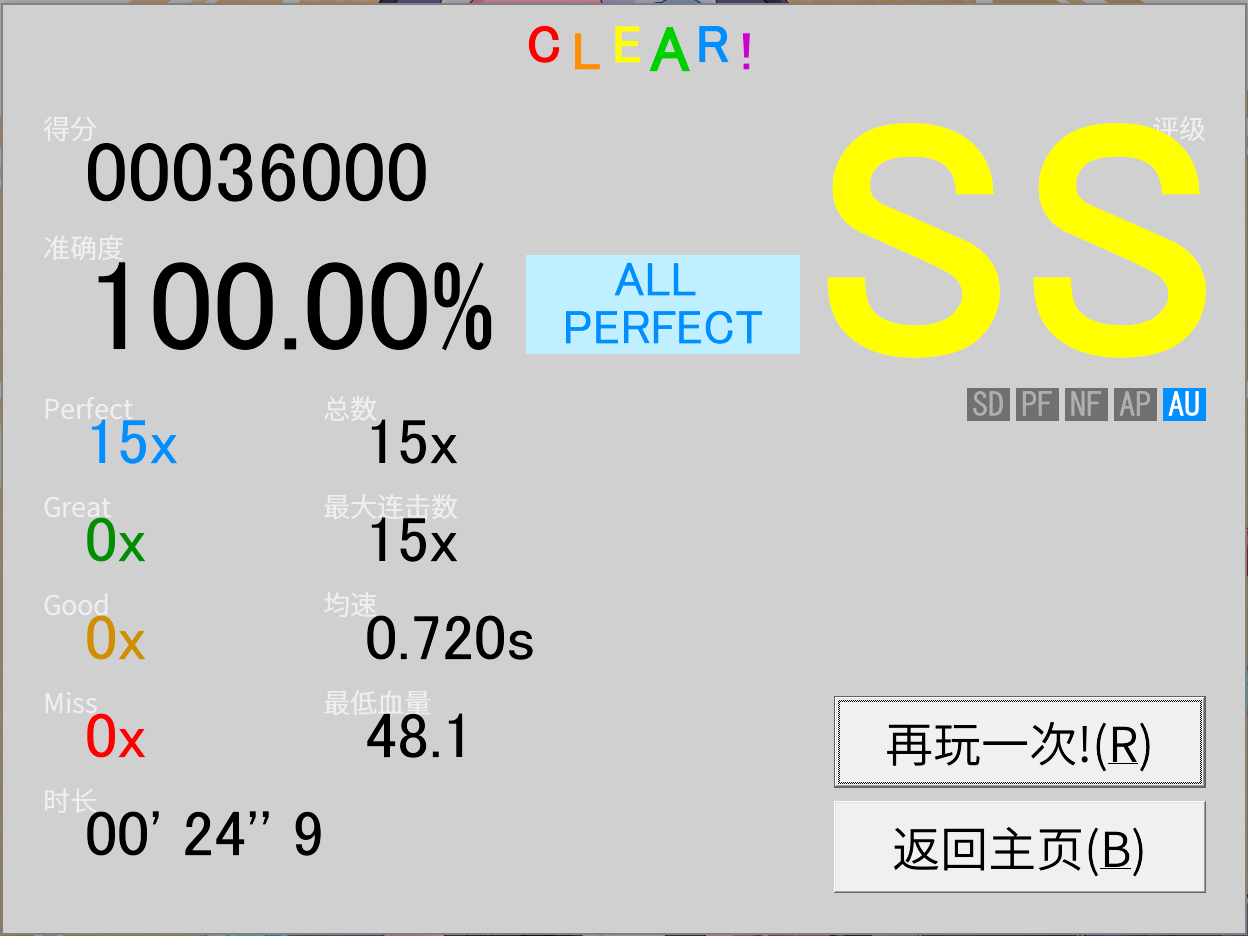 CLEAR!
得分
00036000
评级
SS
准确度
100.00%
ALL
PERFECT
SD PF NF AP AU
Perfect
15x
总数
15x
Great
0x
最大连击数
15x
Good
0x
均速
0.720s
Miss
0x
最低血量
48.1
时长
00' 24'' 9
再玩一次!(R)
返回主页(B)